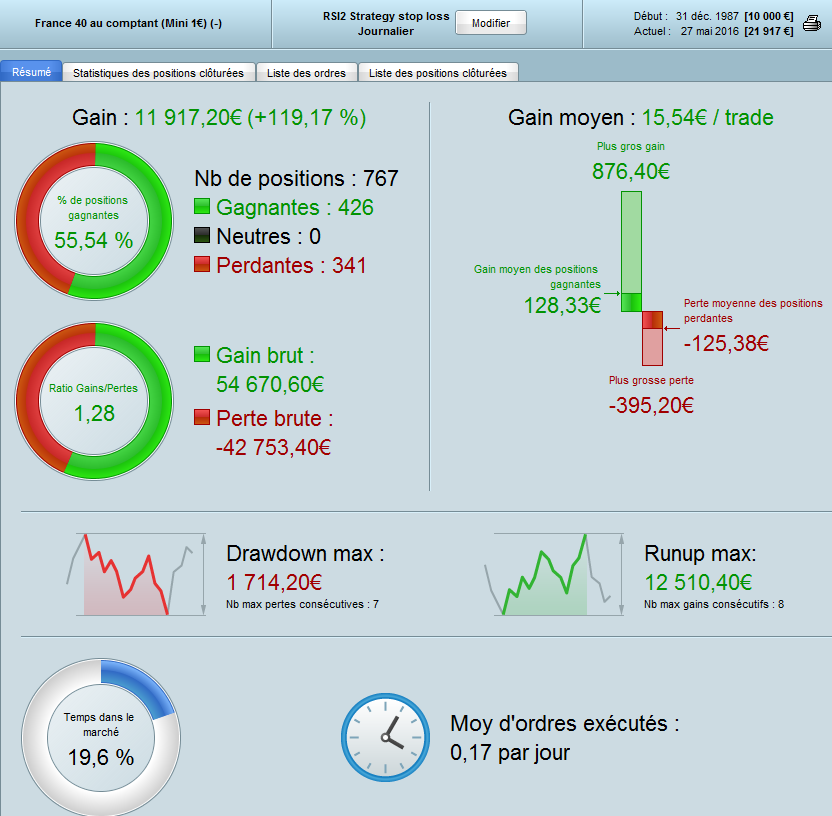 France 40 au comptant (Mini 1€) (-)
RSI2 Strategy stop loss
Journalier
Modifier
Début : 31 déc. 1987 [10 000 €]
Actuel : 27 mai 2016 [21 917 €]
Résumé
Statistiques des positions clôturées
Liste des ordres
Liste des positions clôturées
Gain : 11 917,20€ (+119,17 %)
% de positions
gagnantes
55,54 %
Nb de positions : 767
Gagnantes : 426
Neutres : 0
Perdantes : 341
Ratio Gains/Pertes
1,28
Gain brut :
54 670,60€
Perte brute :
-42 753,40€
Gain moyen : 15,54€ / trade
Plus gros gain
876,40€
Gain moyen des positions
gagnantes
128,33€
Perte moyenne des positions
perdantes
-125,38€
Plus grosse perte
-395,20€
Drawdown max :
1 714,20€
Nb max pertes consécutives : 7
Runup max:
12 510,40€
Nb max gains consécutifs : 8
Temps dans le
marché
19,6 %
Moy d'ordres exécutés :
0,17 par jour